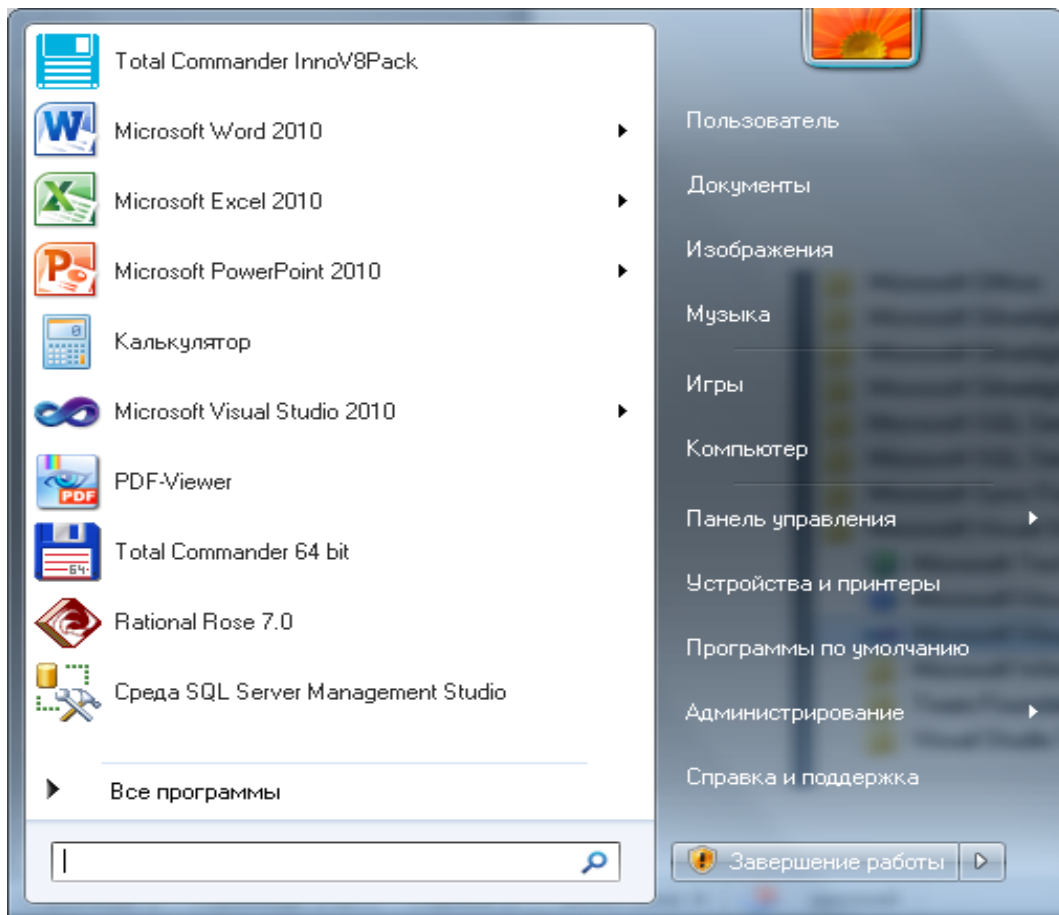 Total Commander InnoV8Pack
Microsoft Word 2010
Microsoft Excel 2010
Microsoft PowerPoint 2010
Калькулятор
Microsoft Visual Studio 2010
PDF-Viewer
Total Commander 64 bit
Rational Rose 7.0
Среда SQL Server Management Studio
Все программы
Пользователь
Документы
Изображения
Музыка
Игры
Компьютер
Панель управления
Устройства и принтеры
Программы по умолчанию
Администрирование
Справка и поддержка
Завершение работы